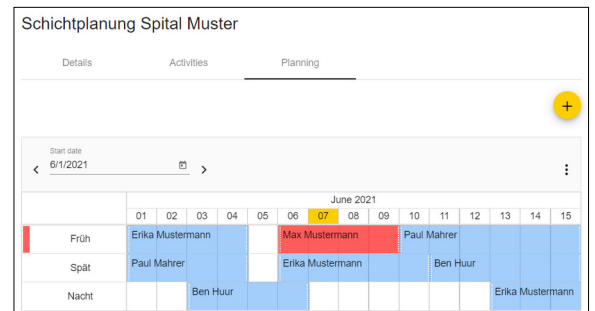 Schichtplanung Spital Muster
Details Activities Planning
+
Start date
6/1/2021
June 2021
01 02 03 04 05 06 07 08 09 10 11 12 13 14 15
Früh Erika Mustermann Max Mustermann Paul Mahrer
Spät Paul Mahrer Erika Mustermann Ben Huur
Nacht Ben Huur Erika Mustermann